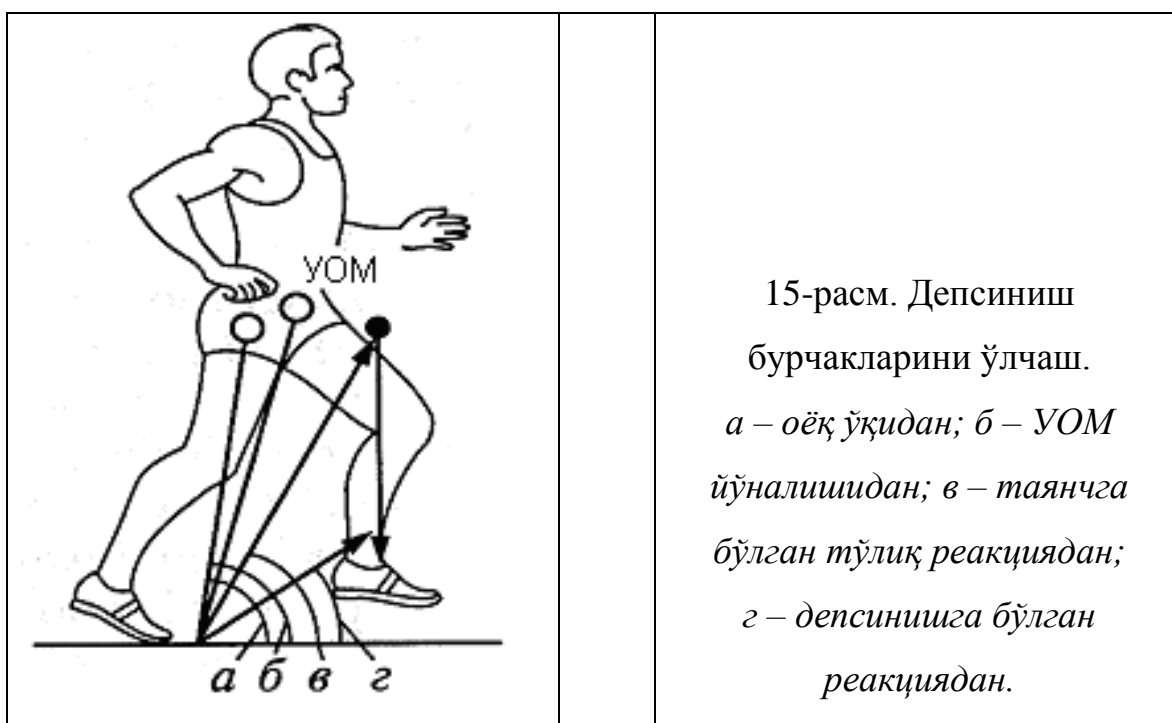 УОМ
а б в г
15-расм. Депсиниш
бурчакларини ўлчаш.
а – оёқ ўқидан; б – УОМ
йўналишидан; в – таянчга
бўлган тўлиқ реакциядан;
г – депсинишга бўлган
реакциядан.